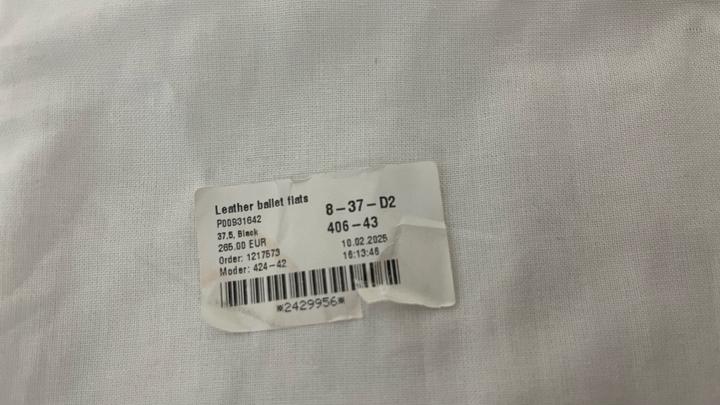 Leather ballet flats
P00931642
37,5, Black
265.00 EUR
Order: 1217573
Moder: 424-42
8-37-D2
406-43
10.02.2025
16:13:46
*2429956*